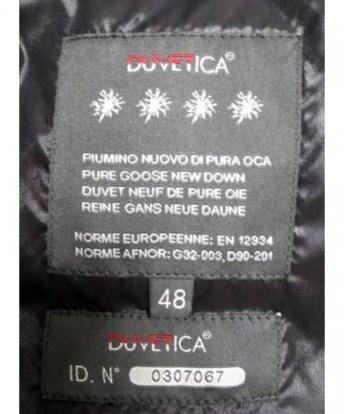 DUVETICA®
PIUMINO NUOVO DI PURA OCA
PURE GOOSE NEW DOWN
DUVET NEUF DE PURE OIE
REINE GANS NEUE DAUNE
NORME EUROPEENNE: EN 12934
NORME AFNOR: G32-003, D90-201
48
DUVETICA®
ID. N° 0307067